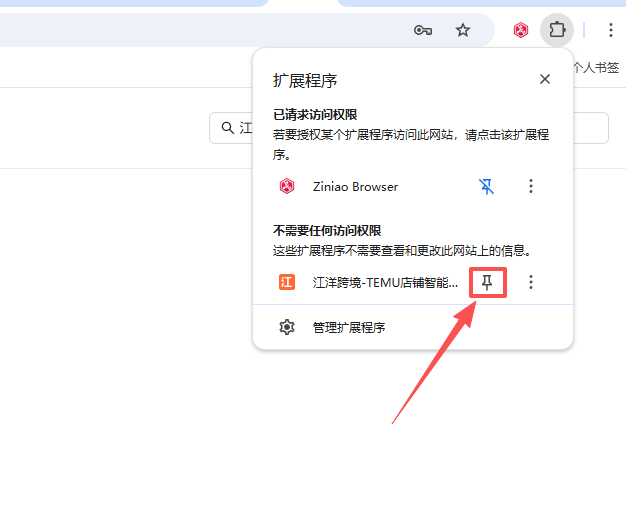 个人书签
江
扩展程序
已请求访问权限
若要授权某个扩展程序访问此网站，请点击该扩展程
序。
Ziniao Browser
不需要任何访问权限
这些扩展程序不需要查看和更改此网站上的信息。
江
江洋跨境-TEMU店铺智能...
管理扩展程序